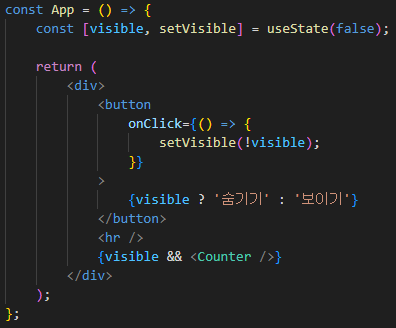 const App = () => {
    const [visible, setVisible] = useState(false);

    return (
        <div>
            <button
                onClick={() => {
                    setVisible(!visible);
                }}
            >
                {visible ? '숨기기' : '보이기'}
            </button>
            <hr />
            {visible && <Counter />}
        </div>
    );
};